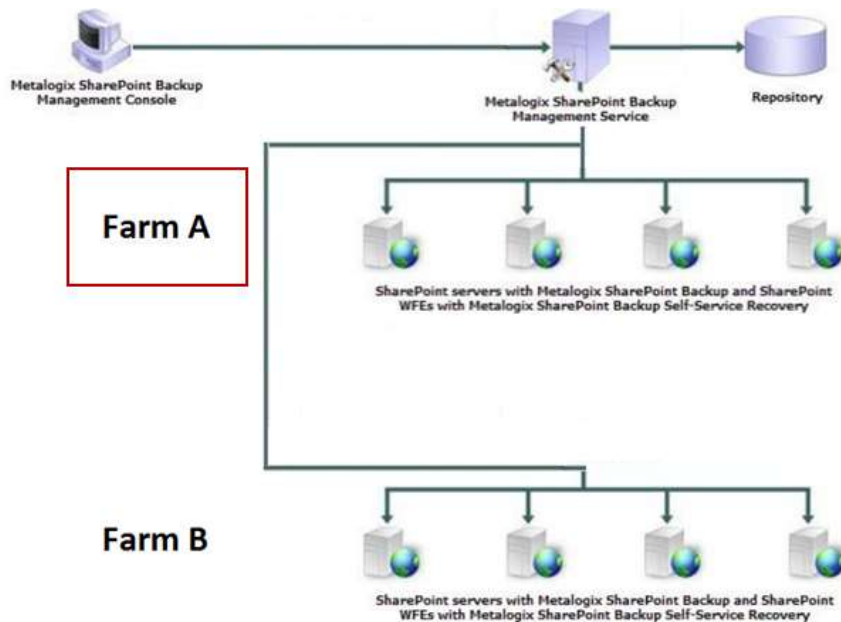 Metalogix SharePoint Backup
Management Console
Metalogix SharePoint Backup
Management Service
Repository
Farm A
SharePoint servers with Metalogix SharePoint Backup and SharePoint
WFEs with Metalogix SharePoint Backup Self-Service Recovery
Farm B
SharePoint servers with Metalogix SharePoint Backup and SharePoint
WFEs with Metalogix SharePoint Backup Self-Service Recovery